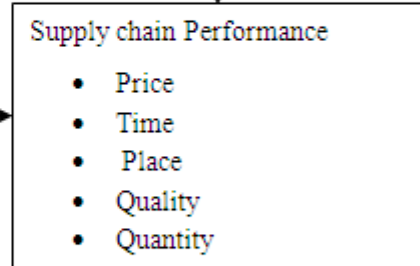 Supply chain Performance
• Price
• Time
• Place
• Quality
• Quantity